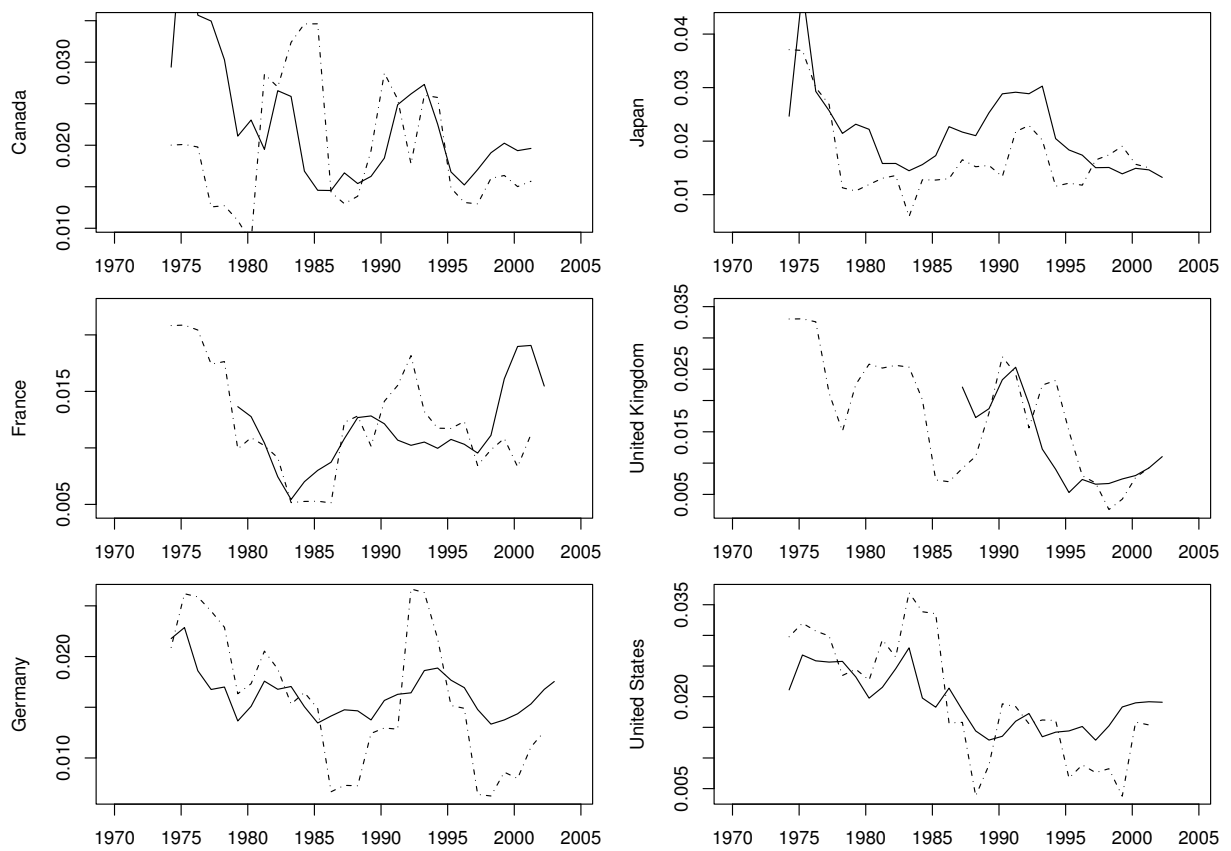 Canada
0.010 0.020 0.030
1970 1975 1980 1985 1990 1995 2000 2005
Japan
0.01 0.02 0.03 0.04
1970 1975 1980 1985 1990 1995 2000 2005
France
0.005 0.015
1970 1975 1980 1985 1990 1995 2000 2005
United Kingdom
0.005 0.015 0.025 0.035
1970 1975 1980 1985 1990 1995 2000 2005
Germany
0.010 0.020
1970 1975 1980 1985 1990 1995 2000 2005
United States
0.005 0.020 0.035
1970 1975 1980 1985 1990 1995 2000 2005